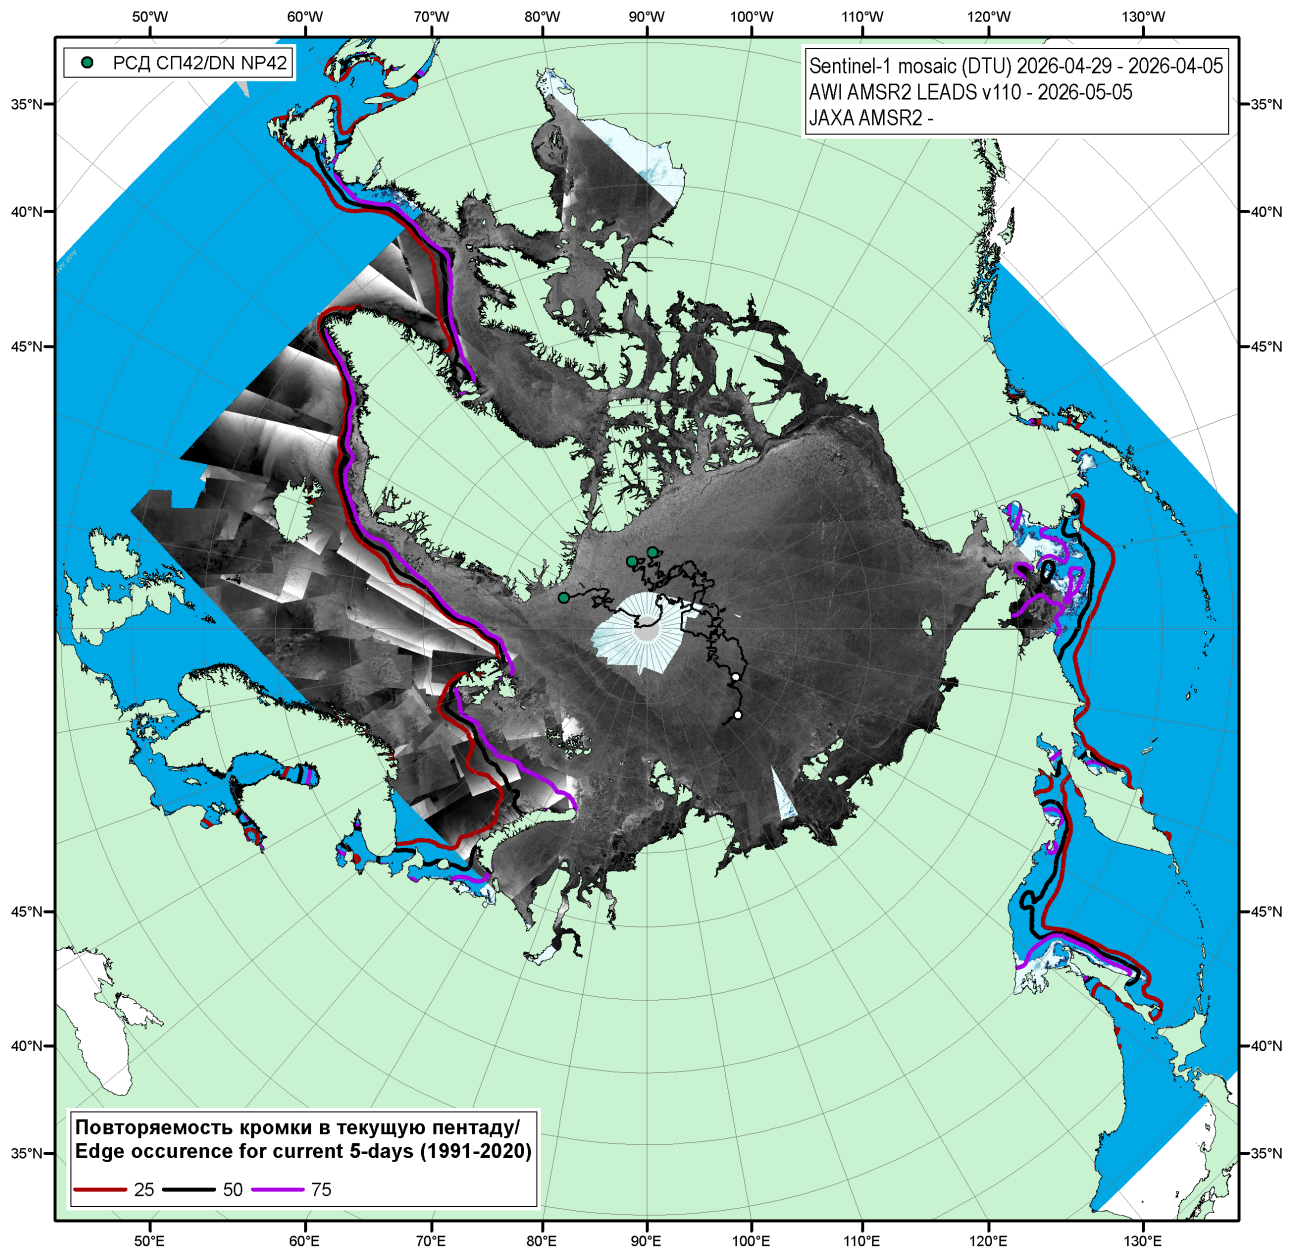 60°W 70°W 80°W 90°W 100°W 110°W 120°W
50°W 130°W
РСД СП42/DN NP42
Sentinel-1 mosaic (DTU) 2026-04-29 - 2026-04-05
AWI AMSR2 LEADS v110 - 2026-05-05
JAXA AMSR2 -
35°N 35°N
40°N 40°N
45°N 45°N
45°N 45°N
40°N 40°N
35°N 35°N
Повторяемость кромки в текущую пентаду/
Edge occurence for current 5-days (1991-2020)
25 50 75
50°E 60°E 70°E 80°E 90°E 100°E 110°E 120°E 130°E